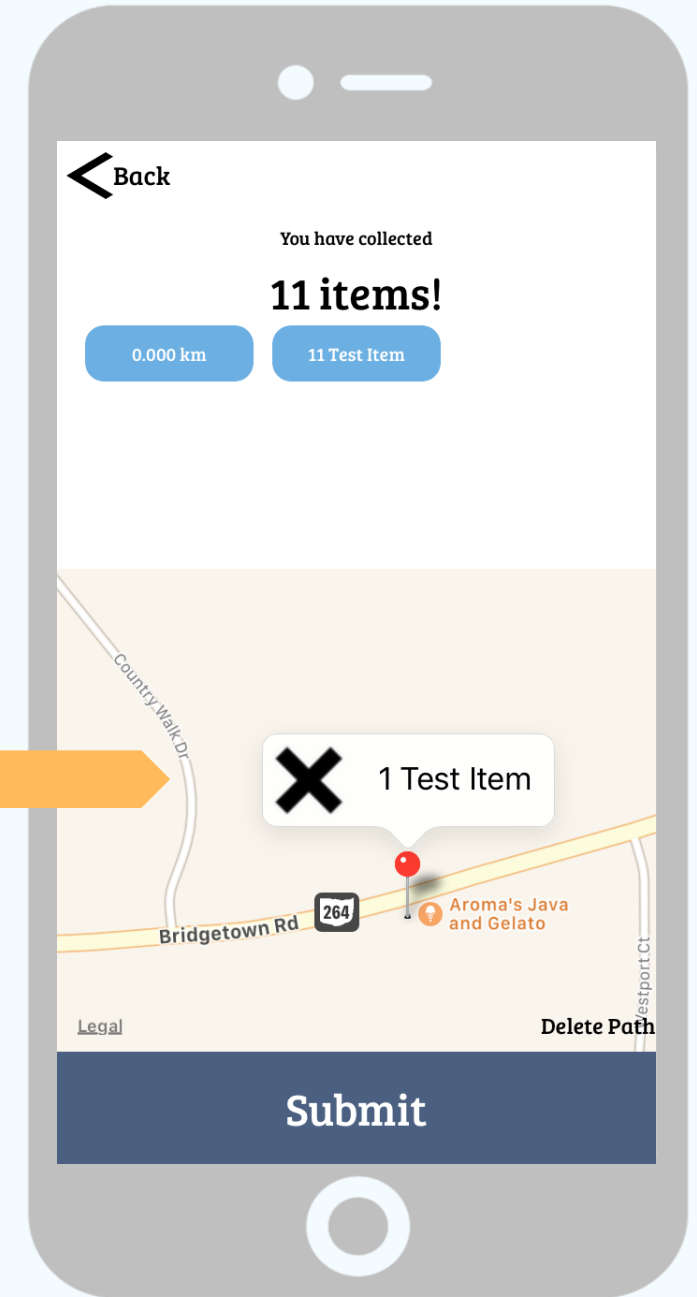 Back
You have collected
11 items!
0.000 km
11 Test Item
Country Walk Dr
1 Test Item
264
Bridgetown Rd
Aroma's Java
and Gelato
Westport Ct
Legal
Delete Path
Submit